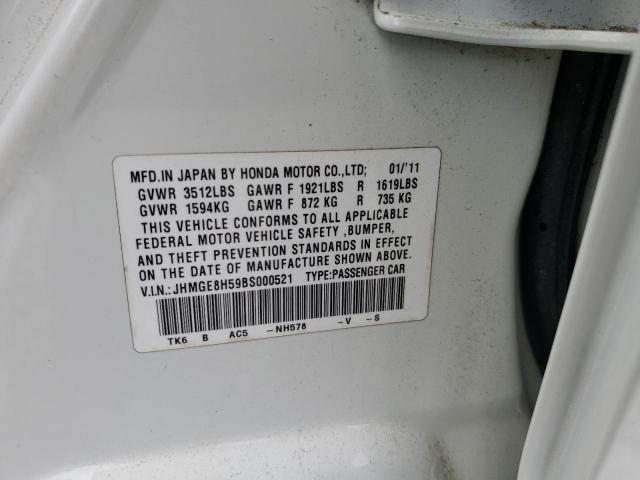 MFD.IN JAPAN BY HONDA MOTOR CO.,LTD; 01/'11
GVWR 3512LBS GAWR F 1921LBS R 1619LBS
GVWR 1594KG GAWR F 872 KG R 735 KG
THIS VEHICLE CONFORMS TO ALL APPLICABLE
FEDERAL MOTOR VEHICLE SAFETY ,BUMPER,
AND THEFT PREVENTION STANDARDS IN EFFECT
ON THE DATE OF MANUFACTURE SHOWN ABOVE.
V.I.N.:JHMGE8H59BS000521 TYPE:PASSENGER CAR
TK6 B AC5 -NH578 -V -S